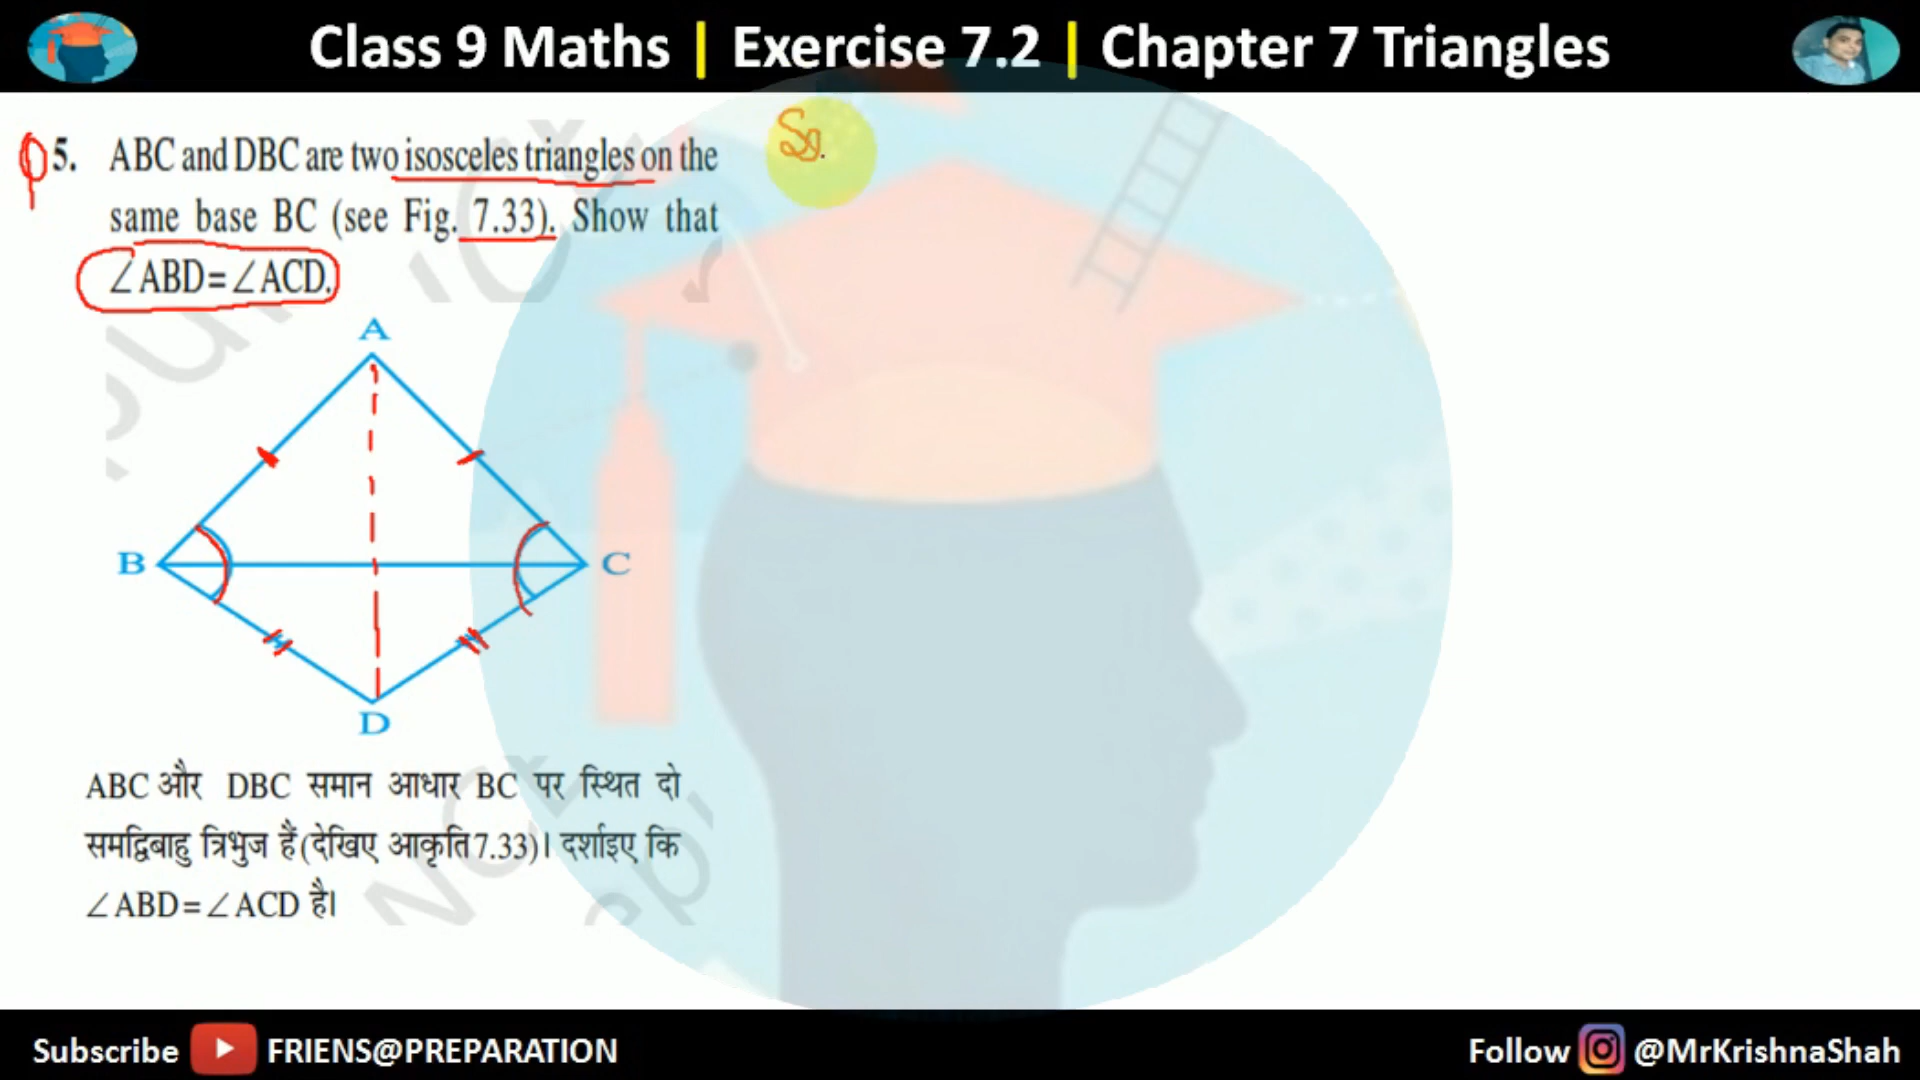 Class 9 Maths | Exercise 7.2 | Chapter 7 Triangles
5. ABC and DBC are two isosceles triangles on the
same base BC (see Fig. 7.33). Show that
∠ABD=∠ACD.
A
B
C
D
ABC और DBC समान आधार BC पर स्थित दो
समद्विबाहु त्रिभुज हैं (देखिए आकृति 7.33)। दर्शाइए कि
∠ABD=∠ACD है।
Subscribe FRIENS@PREPARATION
Follow @MrKrishnaShah